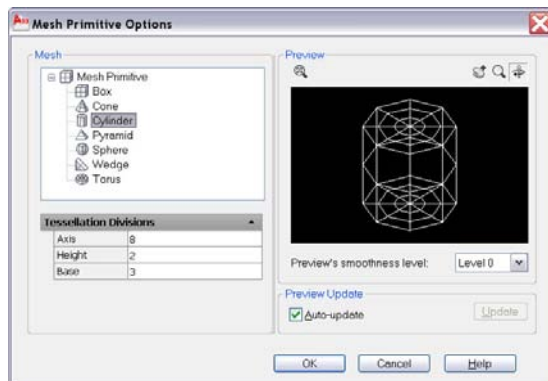 Mesh Primitive Options
Mesh
Mesh Primitive
Box
Cone
Cylinder
Pyramid
Sphere
Wedge
Torus
Tessellation Divisions
Axis 8
Height 2
Base 3
Preview
Preview's smoothness level: Level 0
Preview Update
Auto-update
Update
OK
Cancel
Help